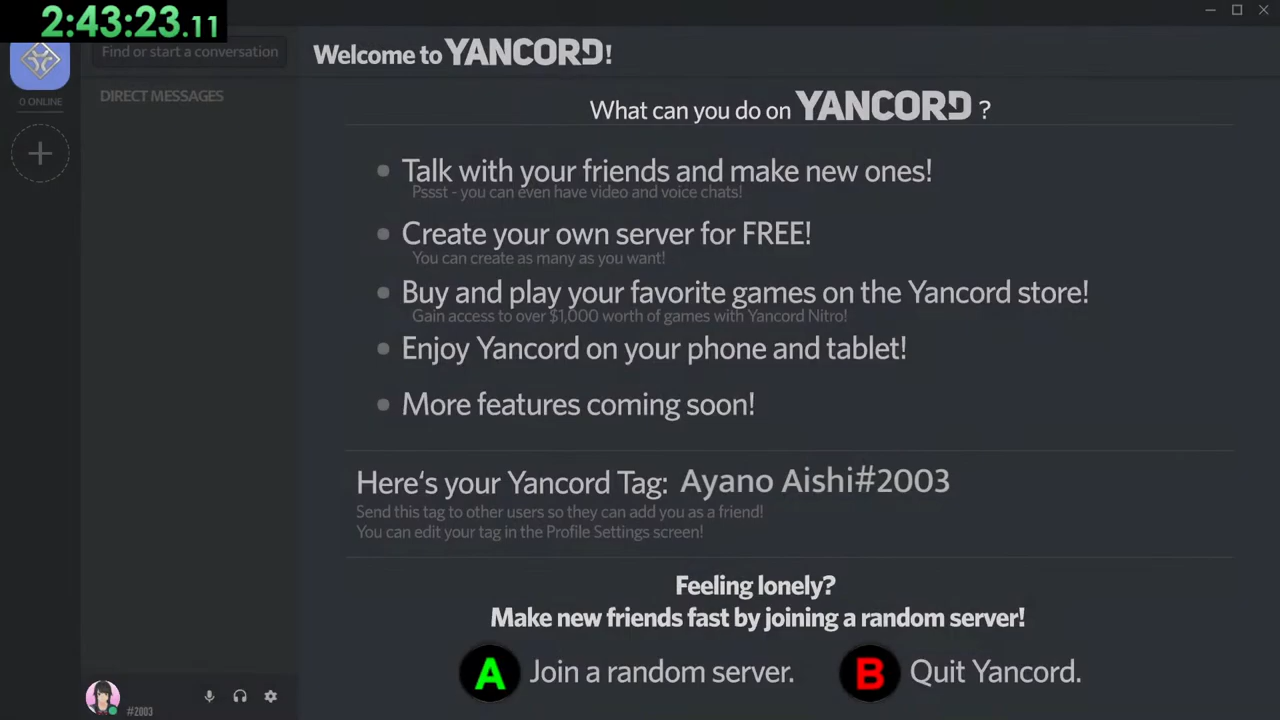 2:43:23.11
Find or start a conversation
Welcome to YANCORD!
0 ONLINE
DIRECT MESSAGES
What can you do on YANCORD ?
Talk with your friends and make new ones!
Pssst - you can even have video and voice chats!
Create your own server for FREE!
You can create as many as you want!
Buy and play your favorite games on the Yancord store!
Gain access to over $1,000 worth of games with Yancord Nitro!
Enjoy Yancord on your phone and tablet!
More features coming soon!
Here's your Yancord Tag: Ayano Aishi#2003
Send this tag to other users so they can add you as a friend!
You can edit your tag in the Profile Settings screen!
Feeling lonely?
Make new friends fast by joining a random server!
A Join a random server. B Quit Yancord.
#2003